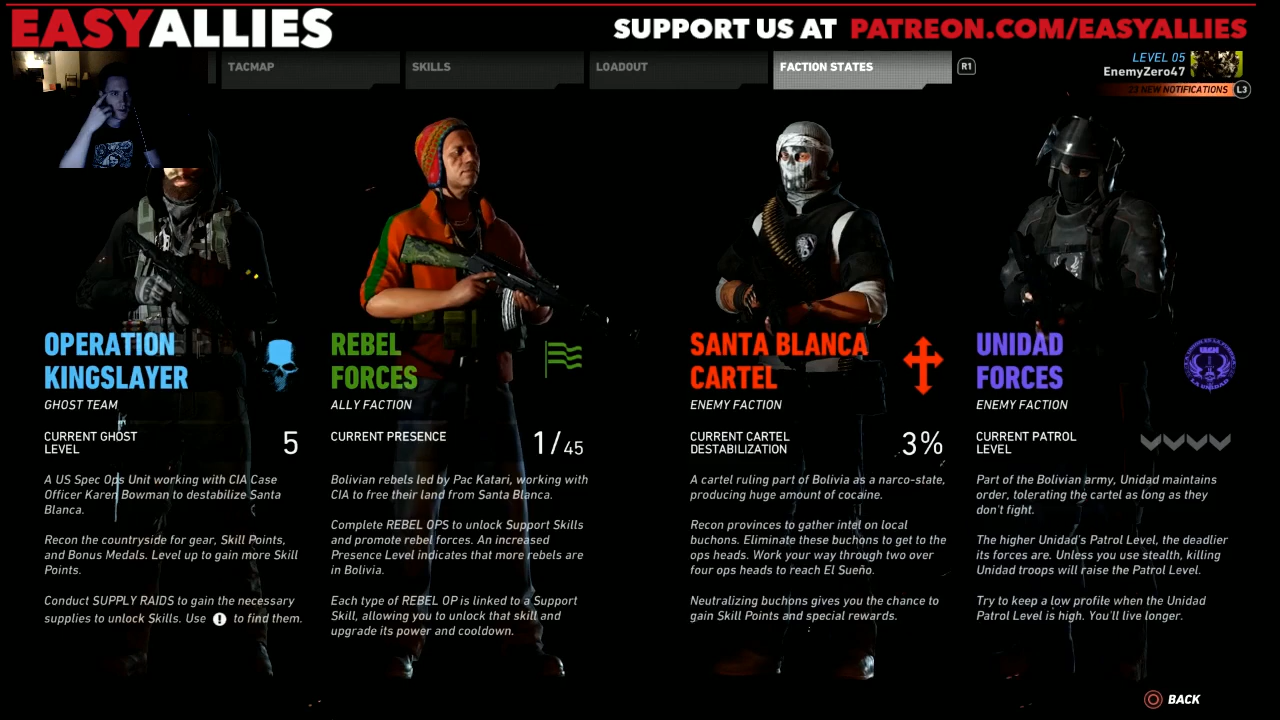 EASYALLIES
SUPPORT US AT PATREON.COM/EASYALLIES
TACMAP
SKILLS
LOADOUT
FACTION STATES
R1
LEVEL 05
EnemyZero47
23 NEW NOTIFICATIONS
L3
OPERATION
KINGSLAYER
GHOST TEAM
CURRENT GHOST
LEVEL
5
A US Spec Ops Unit working with CIA Case
Officer Karen Bowman to destabilize Santa
Blanca.
Recon the countryside for gear, Skill Points,
and Bonus Medals. Level up to gain more Skill
Points.
Conduct SUPPLY RAIDS to gain the necessary
supplies to unlock Skills. Use ! to find them.
REBEL
FORCES
ALLY FACTION
CURRENT PRESENCE
1/45
Bolivian rebels led by Pac Katari, working with
CIA to free their land from Santa Blanca.
Complete REBEL OPS to unlock Support Skills
and promote rebel forces. An increased
Presence Level indicates that more rebels are
in Bolivia.
Each type of REBEL OP is linked to a Support
Skill, allowing you to unlock that skill and
upgrade its power and cooldown.
SANTA BLANCA
CARTEL
ENEMY FACTION
CURRENT CARTEL
DESTABILIZATION
3%
A cartel ruling part of Bolivia as a narco-state,
producing huge amount of cocaine.
Recon provinces to gather intel on local
buchons. Eliminate these buchons to get to the
ops heads. Work your way through two over
four ops heads to reach El Sueño.
Neutralizing buchons gives you the chance to
gain Skill Points and special rewards.
UNIDAD
FORCES
ENEMY FACTION
CURRENT PATROL
LEVEL
Part of the Bolivian army, Unidad maintains
order, tolerating the cartel as long as they
don't fight.
The higher Unidad's Patrol Level, the deadlier
its forces are. Unless you use stealth, killing
Unidad troops will raise the Patrol Level.
Try to keep a low profile when the Unidad
Patrol Level is high. You'll live longer.
LA UNIDAD
BACK